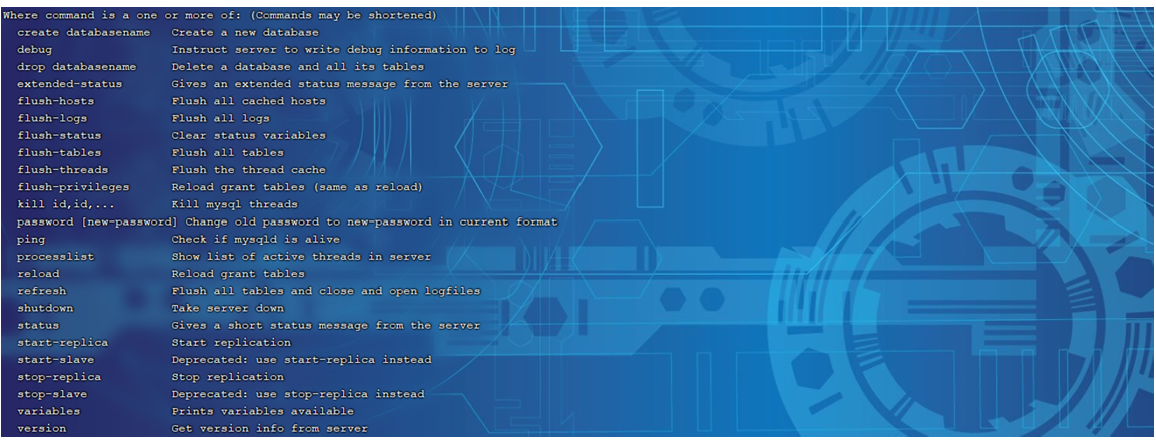 Where command is a one or more of: (Commands may be shortened)
create databasename Create a new database
debug Instruct server to write debug information to log
drop databasename Delete a database and all its tables
extended-status Gives an extended status message from the server
flush-hosts Flush all cached hosts
flush-logs Flush all logs
flush-status Clear status variables
flush-tables Flush all tables
flush-threads Flush the thread cache
flush-privileges Reload grant tables (same as reload)
kill id,id,... Kill mysql threads
password [new=password] Change old password to new=password in current format
ping Check if mysqld is alive
processlist Show list of active threads in server
reload Reload grant tables
refresh Flush all tables and close and open logfiles
shutdown Take server down
status Gives a short status message from the server
start-replica Start replication
start-slave Deprecated: use start-replica instead
stop-replica Stop replication
stop-slave Deprecated: use stop-replica instead
variables Prints variables available
version Get version info from server